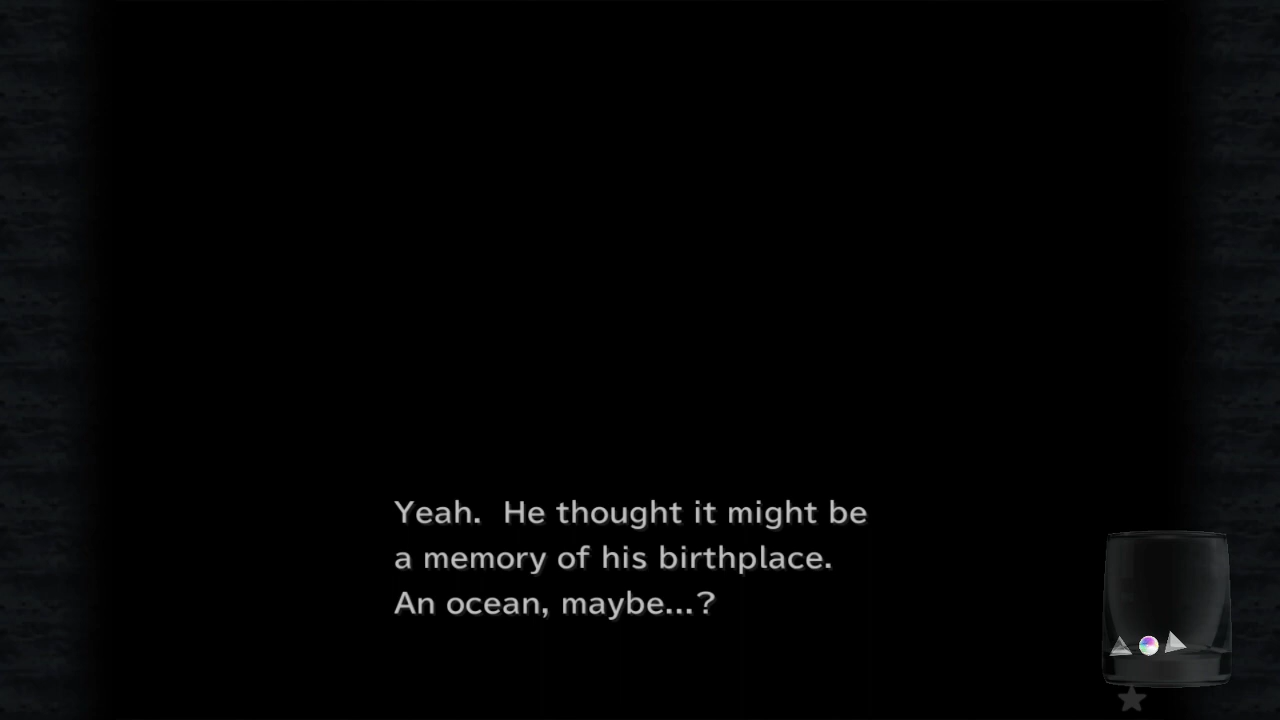 Yeah.  He thought it might be
a memory of his birthplace.
An ocean, maybe...?